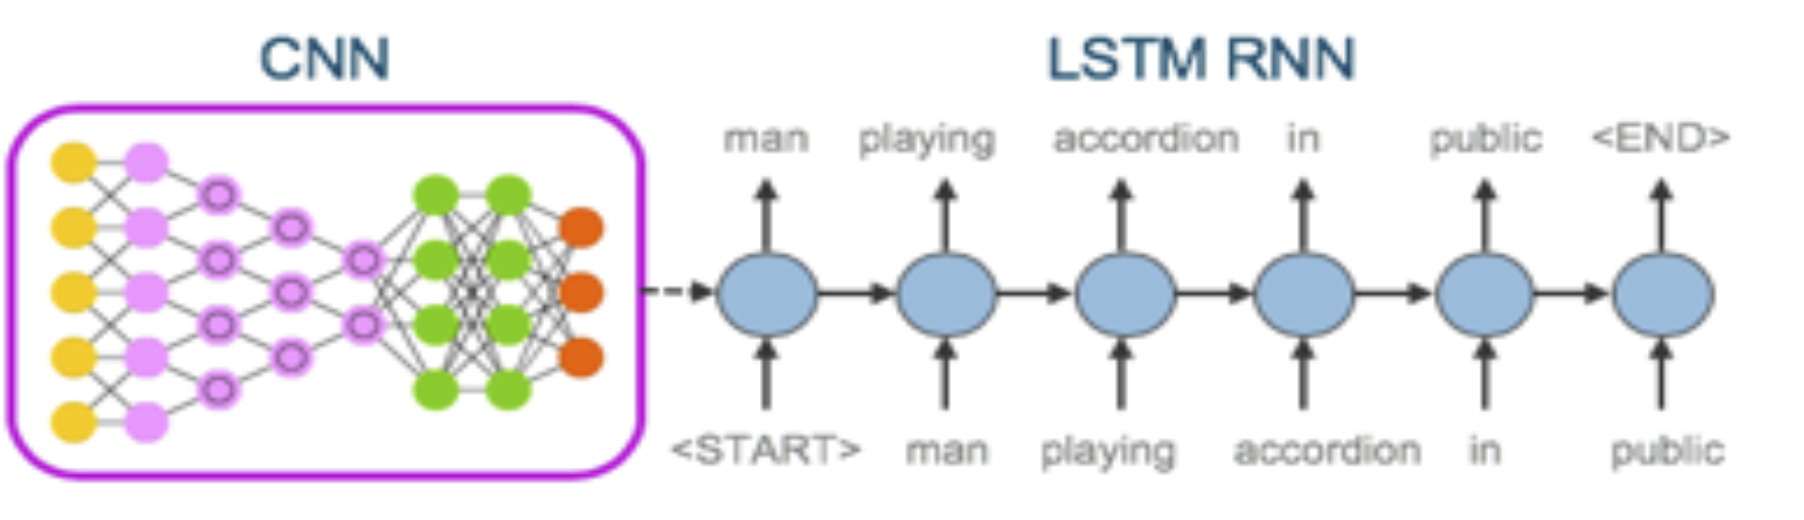 CNN
LSTM RNN
man playing accordion in public <END>
<START> man playing accordion in public